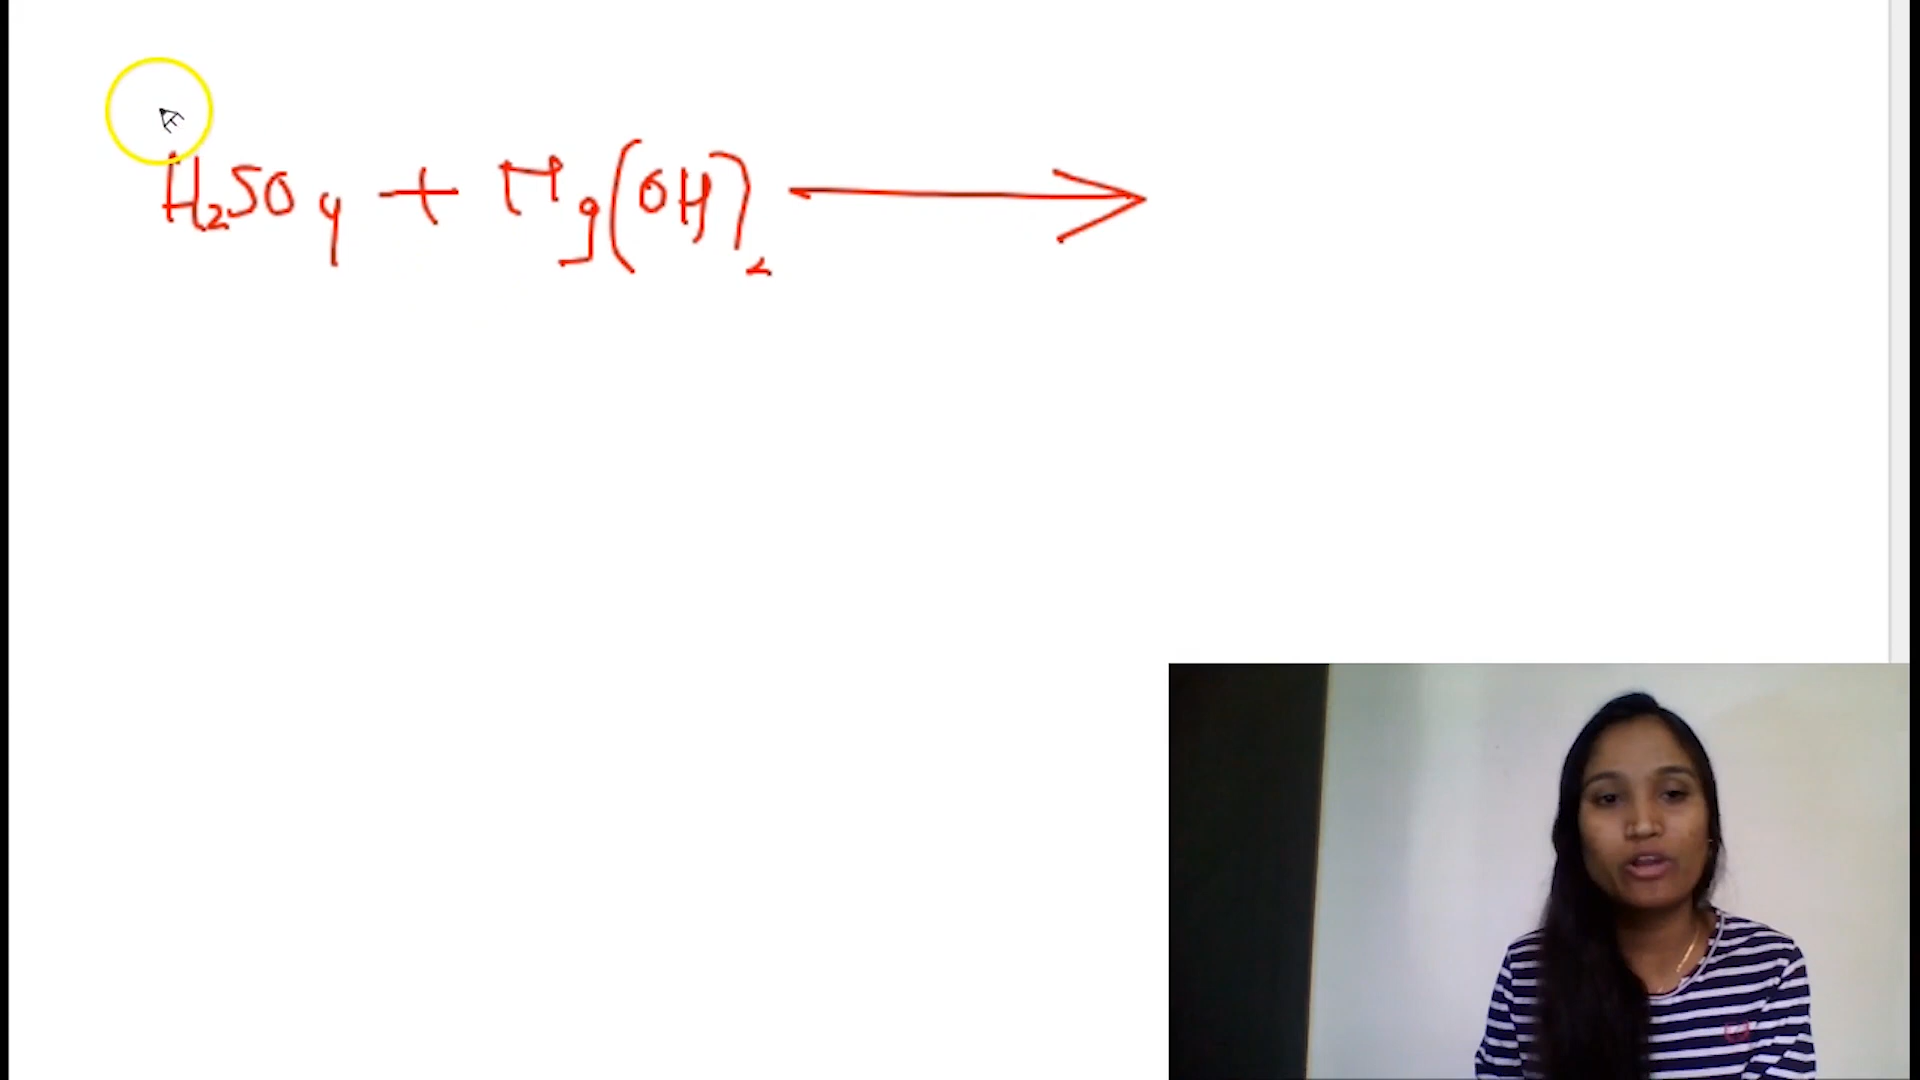 H₂SO₄ + Mg(OH)₂ ⟶